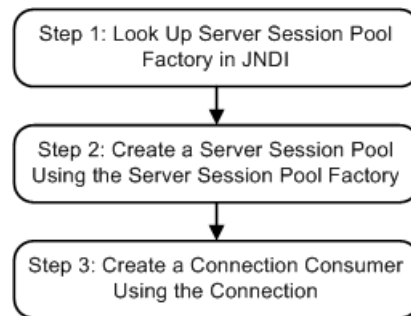 Step 1: Look Up Server Session Pool
Factory in JNDI
Step 2: Create a Server Session Pool
Using the Server Session Pool Factory
Step 3: Create a Connection Consumer
Using the Connection